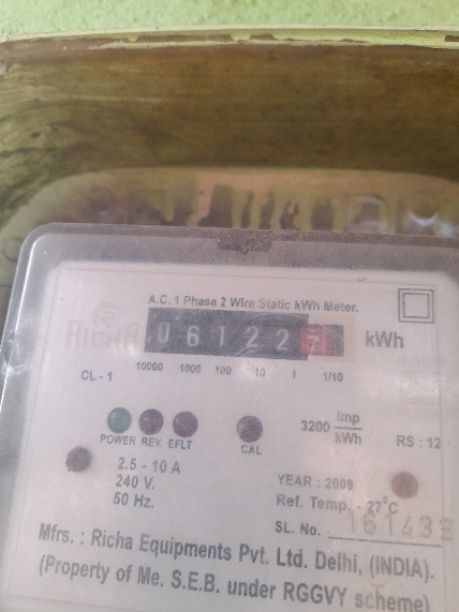 A.C. 1 Phase 2 Wire Static kWh Meter.
RICHA
06122 kWh
CL - 1
10000 1000 100 10 1 1/10
POWER REV. EFLT CAL
3200 Imp/kWh
RS : 12
2.5 - 10 A
240 V.
50 Hz.
YEAR : 2009
Ref. Temp. - 27°C
SL. No. 161433
Mfrs. : Richa Equipments Pvt. Ltd. Delhi, (INDIA).
(Property of Me. S.E.B. under RGGVY scheme)